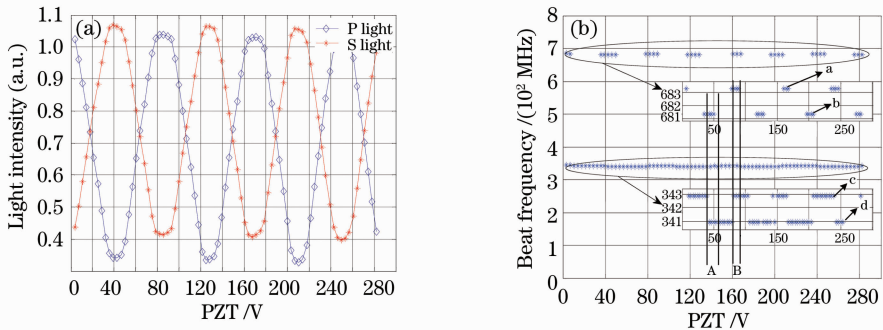 (a)
P light
S light
1.1
1.0
0.9
0.8
0.7
0.6
0.5
0.4
Light intensity (a.u.)
0 40 80 120 160 200 240 280
PZT /V
(b)
8
7
6
5
4
3
2
1
0
Beat frequency /(10² MHz)
a
683
682
681
b
50 150 250
c
343
342
341
d
50 150 250
A B
0 40 80 120 160 200 240 280
PZT /V